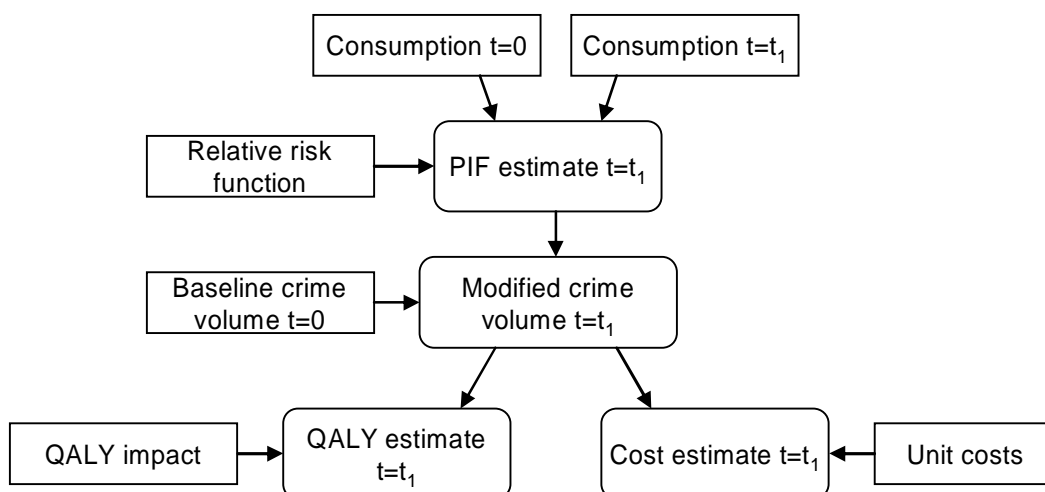 Consumption t=0
Consumption t=t₁
Relative risk
function
PIF estimate t=t₁
Baseline crime
volume t=0
Modified crime
volume t=t₁
QALY impact
QALY estimate
t=t₁
Cost estimate t=t₁
Unit costs